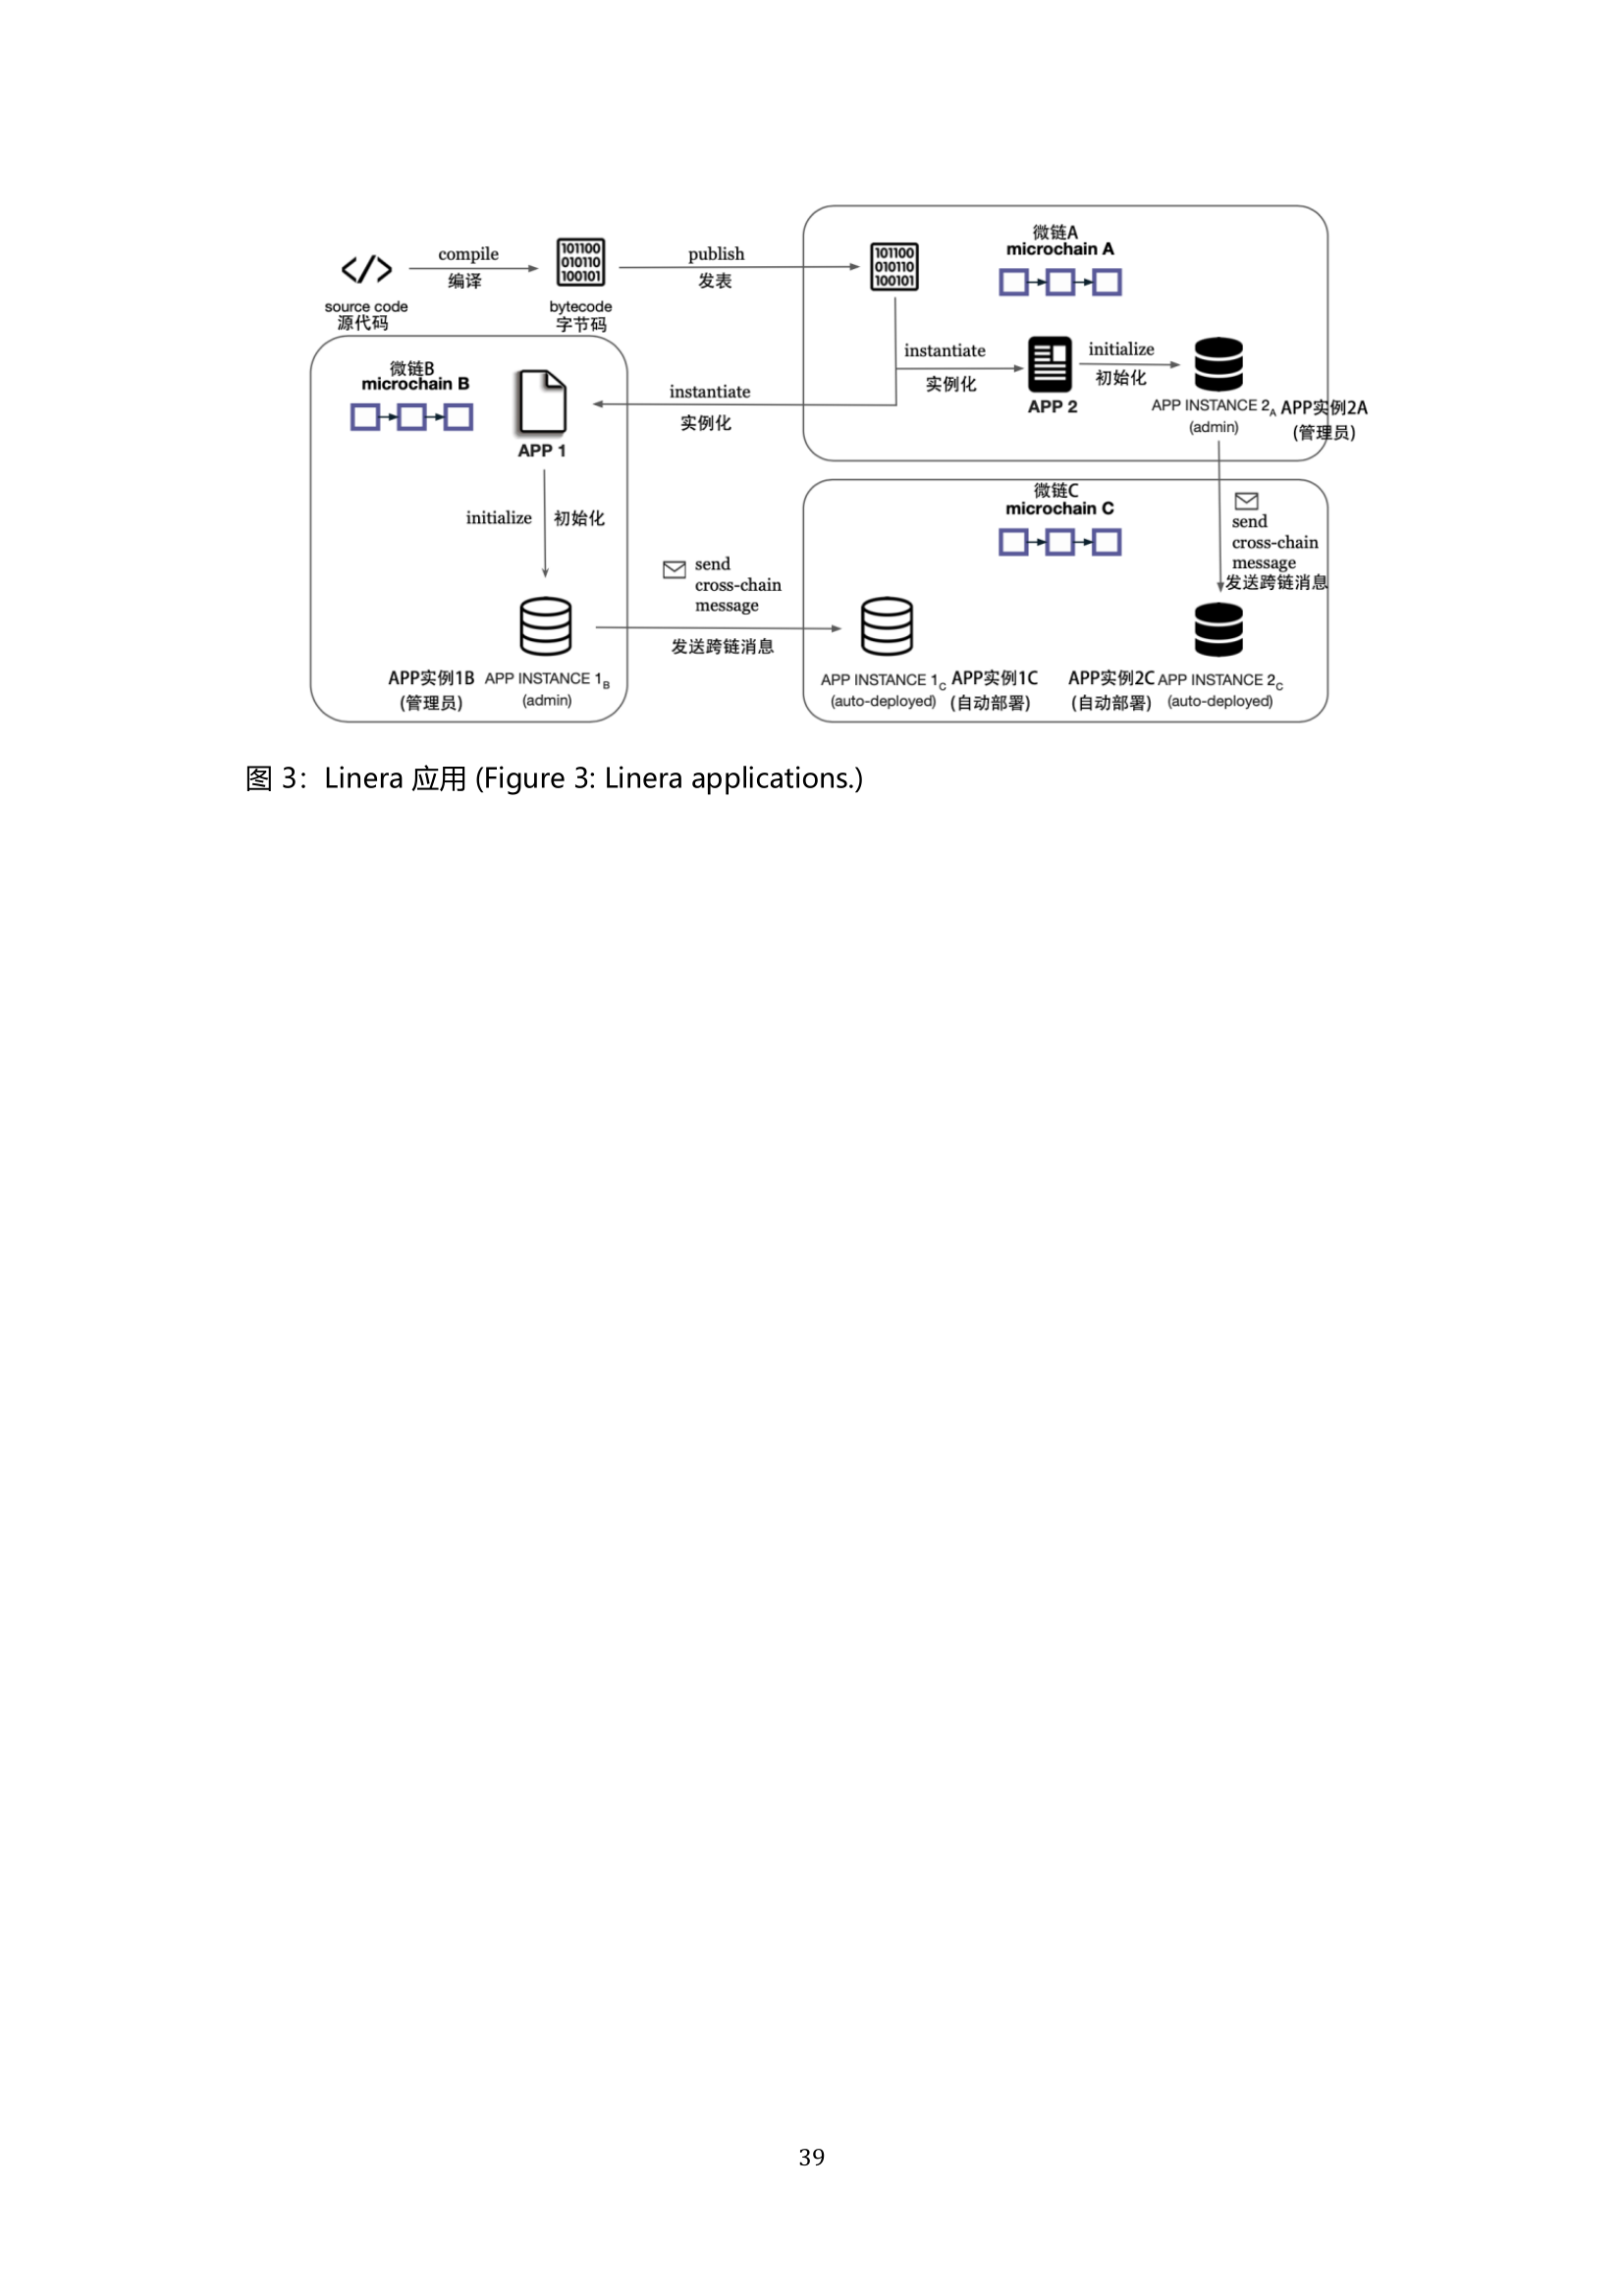 compile
编译
source code
源代码
101100
010110
100101
bytecode
字节码
publish
发表
微链A
microchain A
101100
010110
100101
instantiate
实例化
APP 2
initialize
初始化
APP INSTANCE 2A APP实例2A
(admin) (管理员)
instantiate
实例化
微链B
microchain B
APP 1
initialize 初始化
APP实例1B APP INSTANCE 1B
(管理员) (admin)
send
cross-chain
message
发送跨链消息
微链C
microchain C
send
cross-chain
message
发送跨链消息
APP INSTANCE 1C APP实例1C
(auto-deployed) (自动部署)
APP实例2C APP INSTANCE 2C
(自动部署) (auto-deployed)
图 3：Linera 应用 (Figure 3: Linera applications.)
39